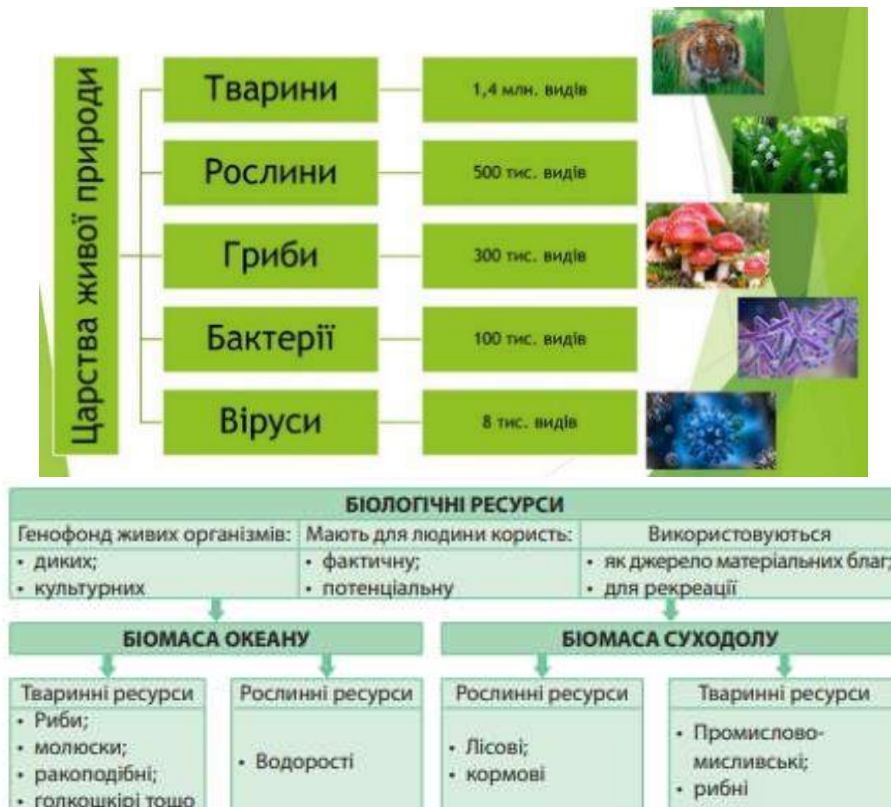 Царства живої природи
Тварини
1,4 млн. видів
Рослини
500 тис. видів
Гриби
300 тис. видів
Бактерії
100 тис. видів
Віруси
8 тис. видів
БІОЛОГІЧНІ РЕСУРСИ
Генофонд живих організмів:
• диких;
• культурних
Мають для людини користь:
• фактичну;
• потенціальну
Використовуються
• як джерело матеріальних благ;
• для рекреації
БІОМАСА ОКЕАНУ
Тваринні ресурси
• Риби;
• молюски;
• ракоподібні;
• голкошкірі тощо
Рослинні ресурси
• Водорості
БІОМАСА СУХОДОЛУ
Рослинні ресурси
• Лісові;
• кормові
Тваринні ресурси
• Промислово-
мисливські;
• рибні